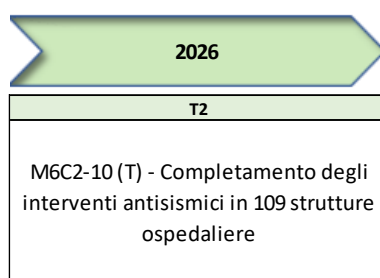 2026
T2
M6C2-10 (T) - Completamento degli
interventi antisismici in 109 strutture
ospedaliere